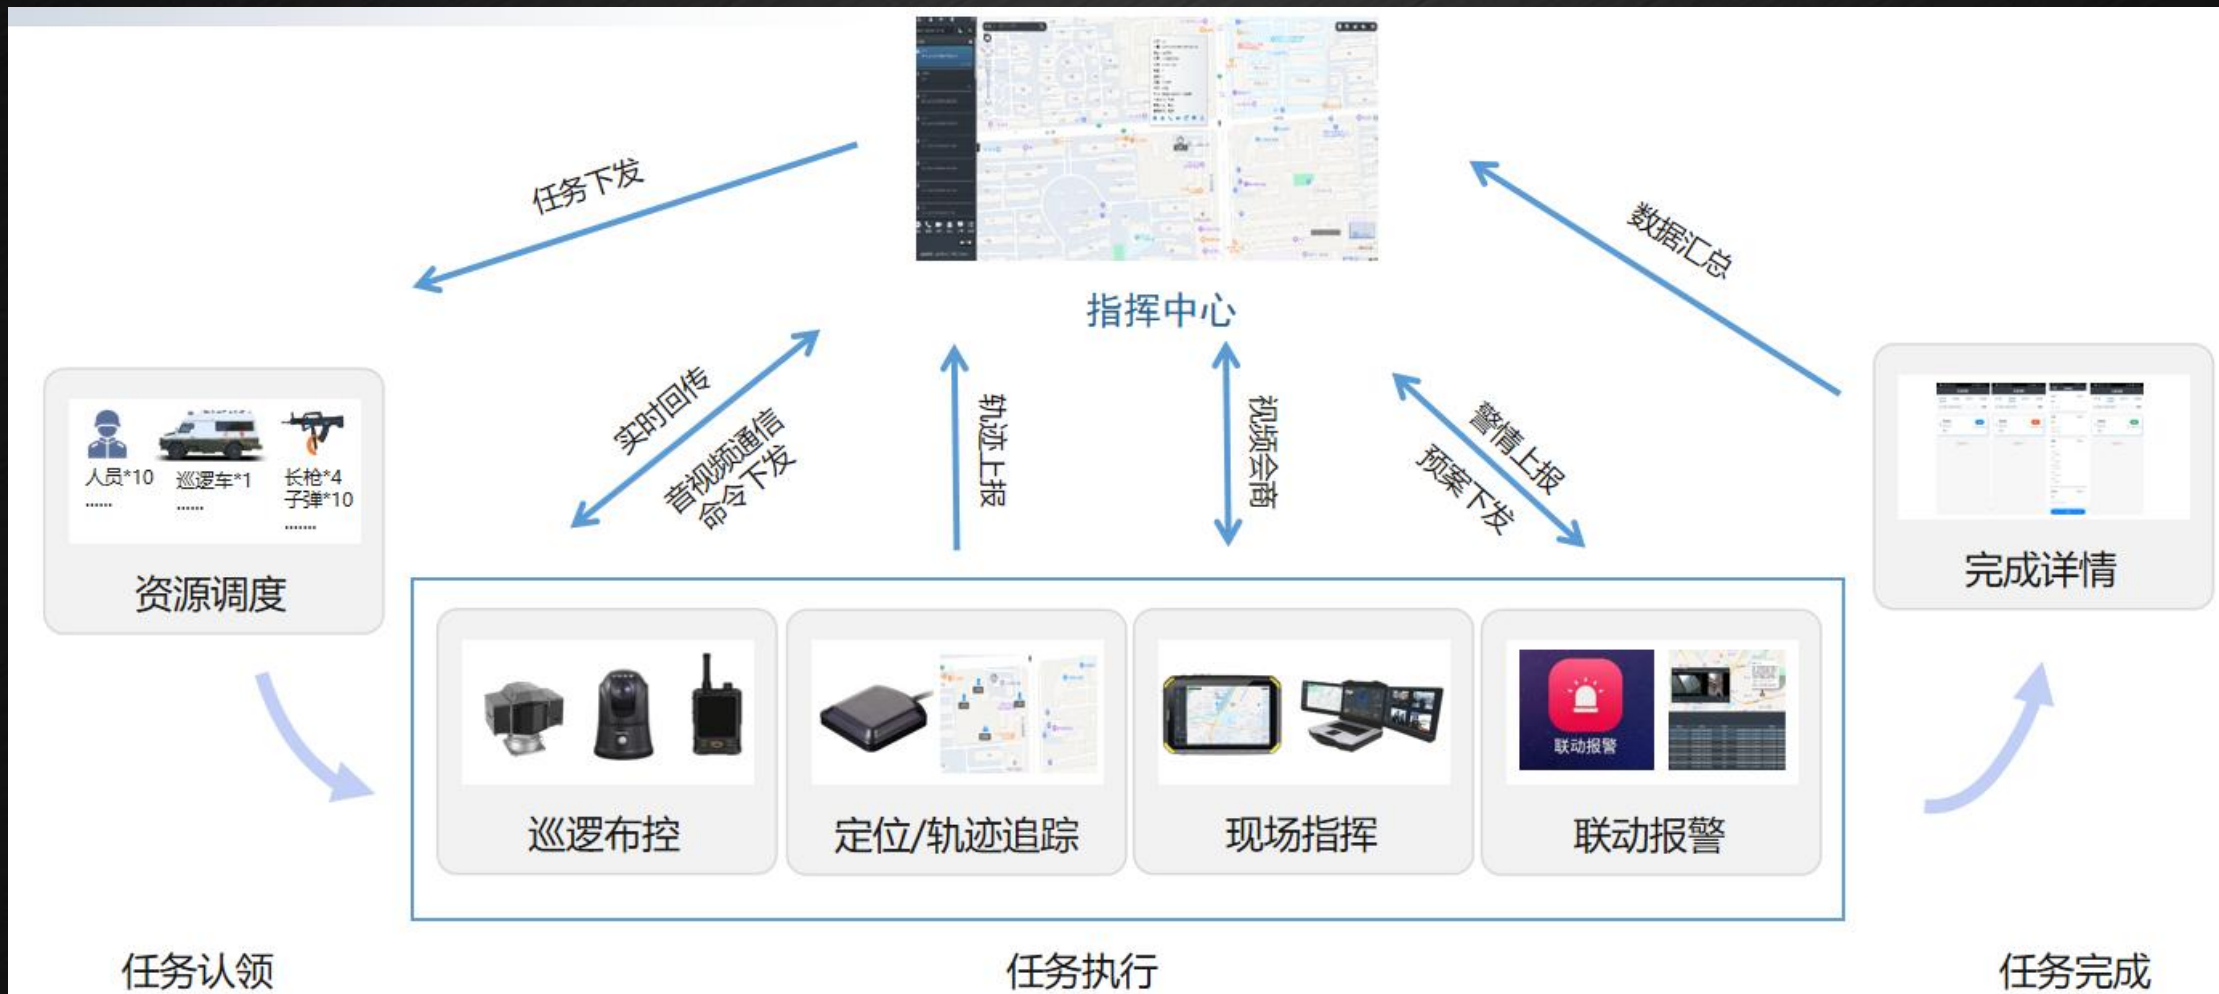 任务下发
数据汇总
指挥中心
实时回传
音视频通信
命令下发
轨迹上报
视频会商
警情上报
预案下发
人员*10
......
巡逻车*1
......
长枪*4
子弹*10
.......
资源调度
完成详情
联动报警
巡逻布控
定位/轨迹追踪
现场指挥
联动报警
任务认领
任务执行
任务完成